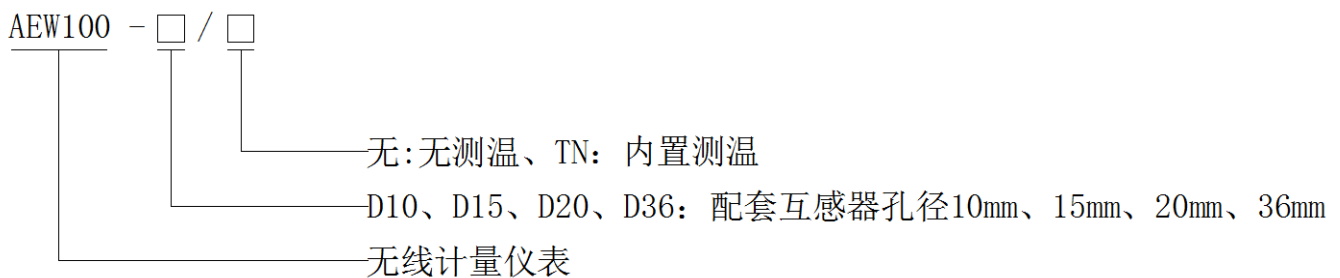 AEW100 - □ / □
无:无测温、TN：内置测温
D10、D15、D20、D36：配套互感器孔径10mm、15mm、20mm、36mm
无线计量仪表